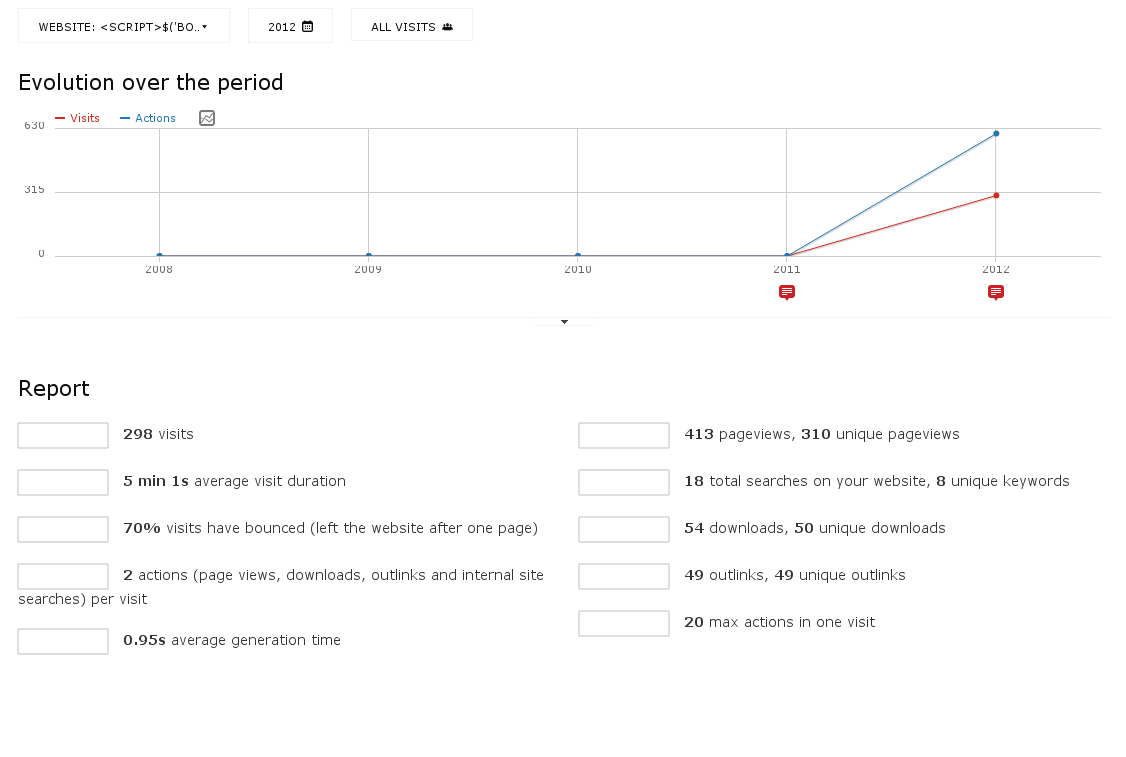 WEBSITE: <SCRIPT>$('BO..
2012
ALL VISITS
Evolution over the period
Visits
Actions
630
315
0
2008
2009
2010
2011
2012
Report
298 visits
5 min 1s average visit duration
70% visits have bounced (left the website after one page)
2 actions (page views, downloads, outlinks and internal site
searches) per visit
0.95s average generation time
413 pageviews, 310 unique pageviews
18 total searches on your website, 8 unique keywords
54 downloads, 50 unique downloads
49 outlinks, 49 unique outlinks
20 max actions in one visit